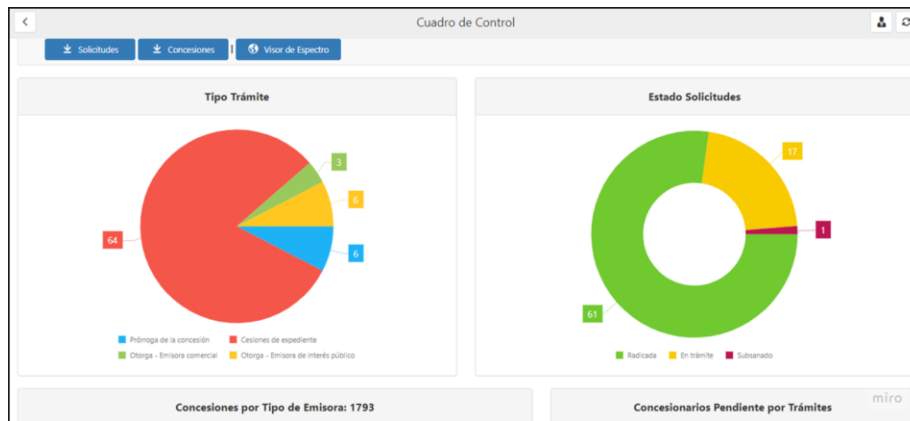 Cuadro de Control
Solicitudes
Concesiones
Visor de Espectro
Tipo Trámite
3
6
64
6
Prórroga de la concesión
Cesiones de expediente
Otorga - Emisora comercial
Otorga - Emisora de interés público
Estado Solicitudes
17
1
61
Radicada
En trámite
Subsanado
Concesiones por Tipo de Emisora: 1793
Concesionarios Pendiente por Trámites
miro